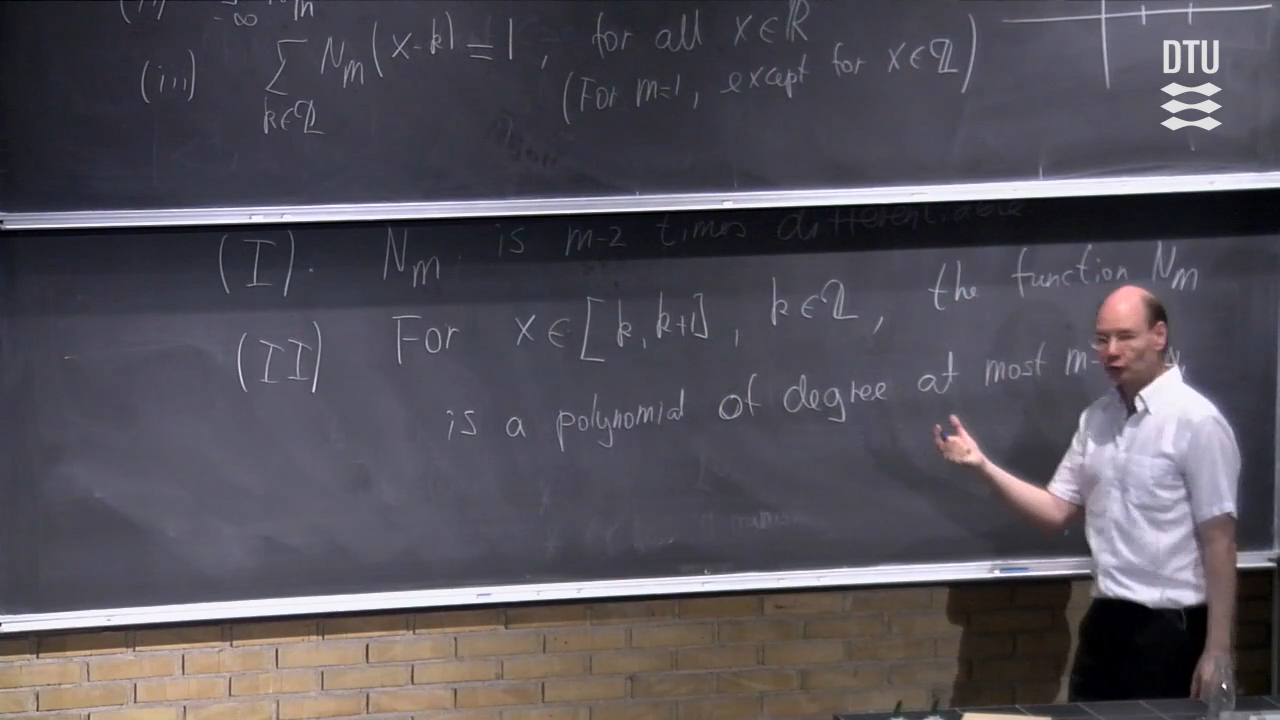 (iii) ∑ N_m(x-k) = 1, for all x∈ℝ
k∈ℤ
(For m=1, except for x∈ℤ)
DTU
(I). N_m is m-2 times differentiable
(II) For x∈[k,k+1], k∈ℤ, the function N_m
is a polynomial of degree at most m-